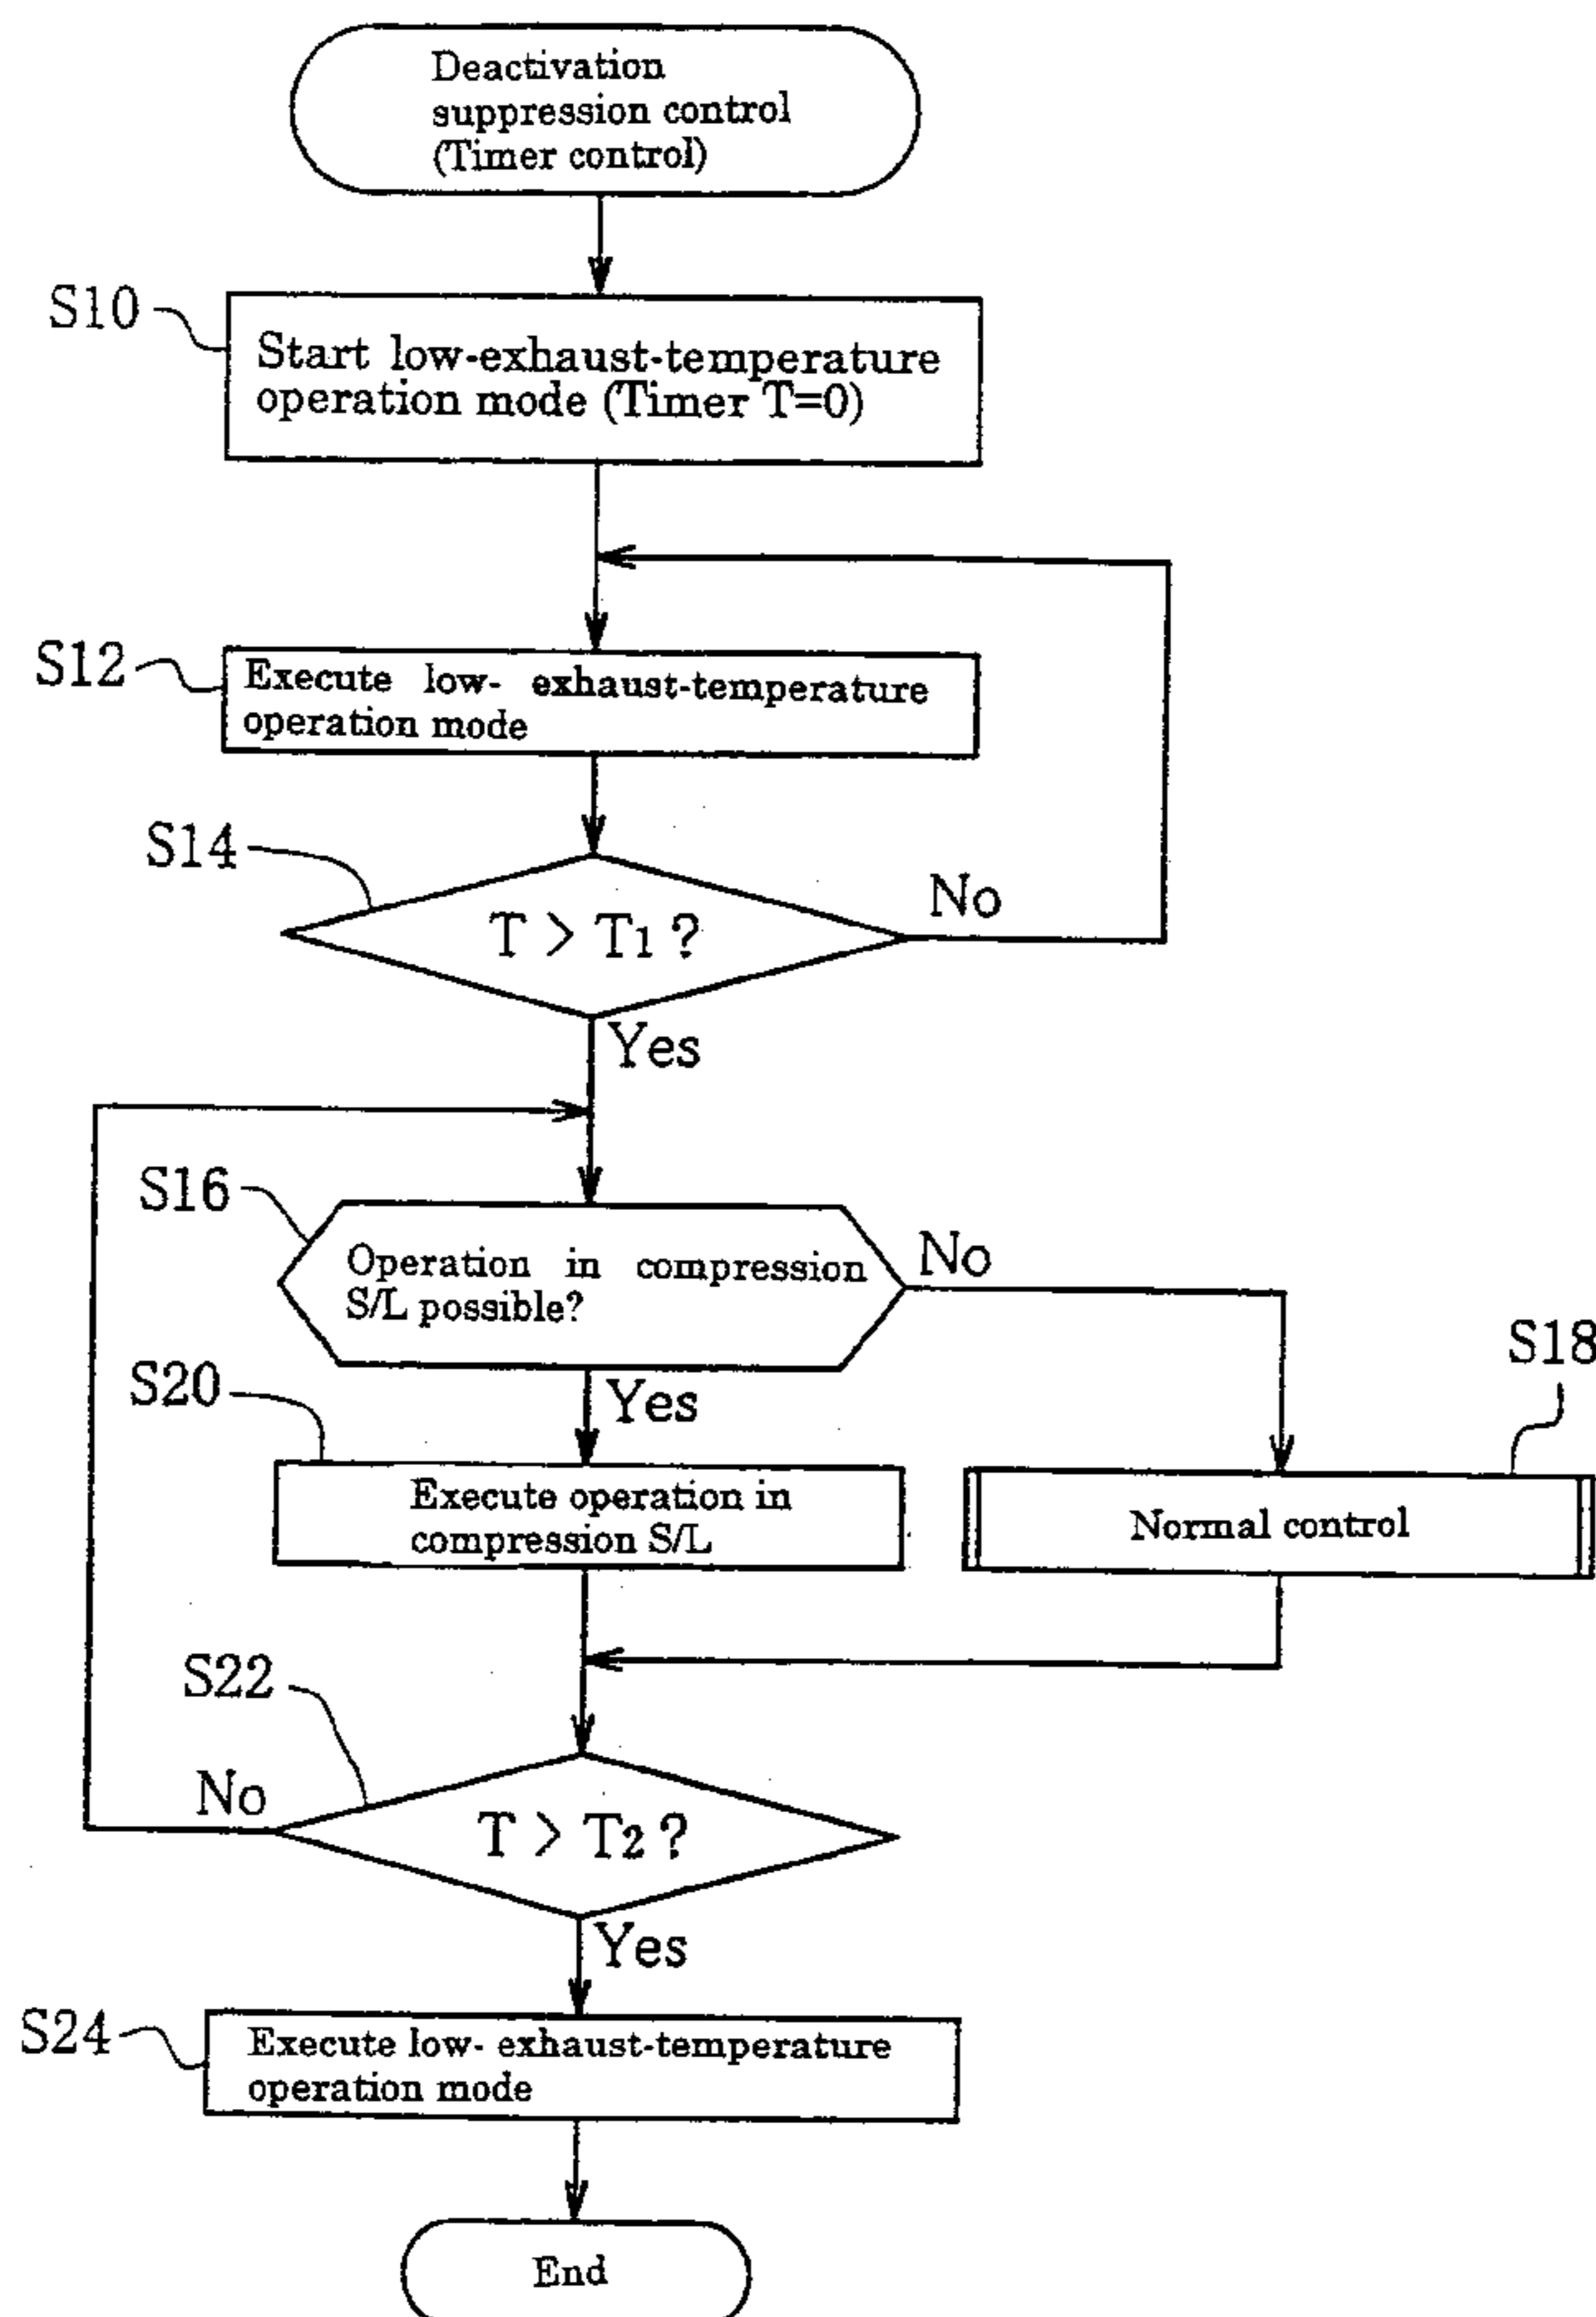 Deactivation
suppression control
(Timer control)
S10
Start low-exhaust-temperature
operation mode (Timer T=0)
S12
Execute low- exhaust-temperature
operation mode
S14
T > T1 ?
No
Yes
S16
Operation in compression
S/L possible?
No
Yes
S18
Normal control
S20
Execute operation in
compression S/L
S22
T > T2 ?
No
Yes
S24
Execute low- exhaust-temperature
operation mode
End